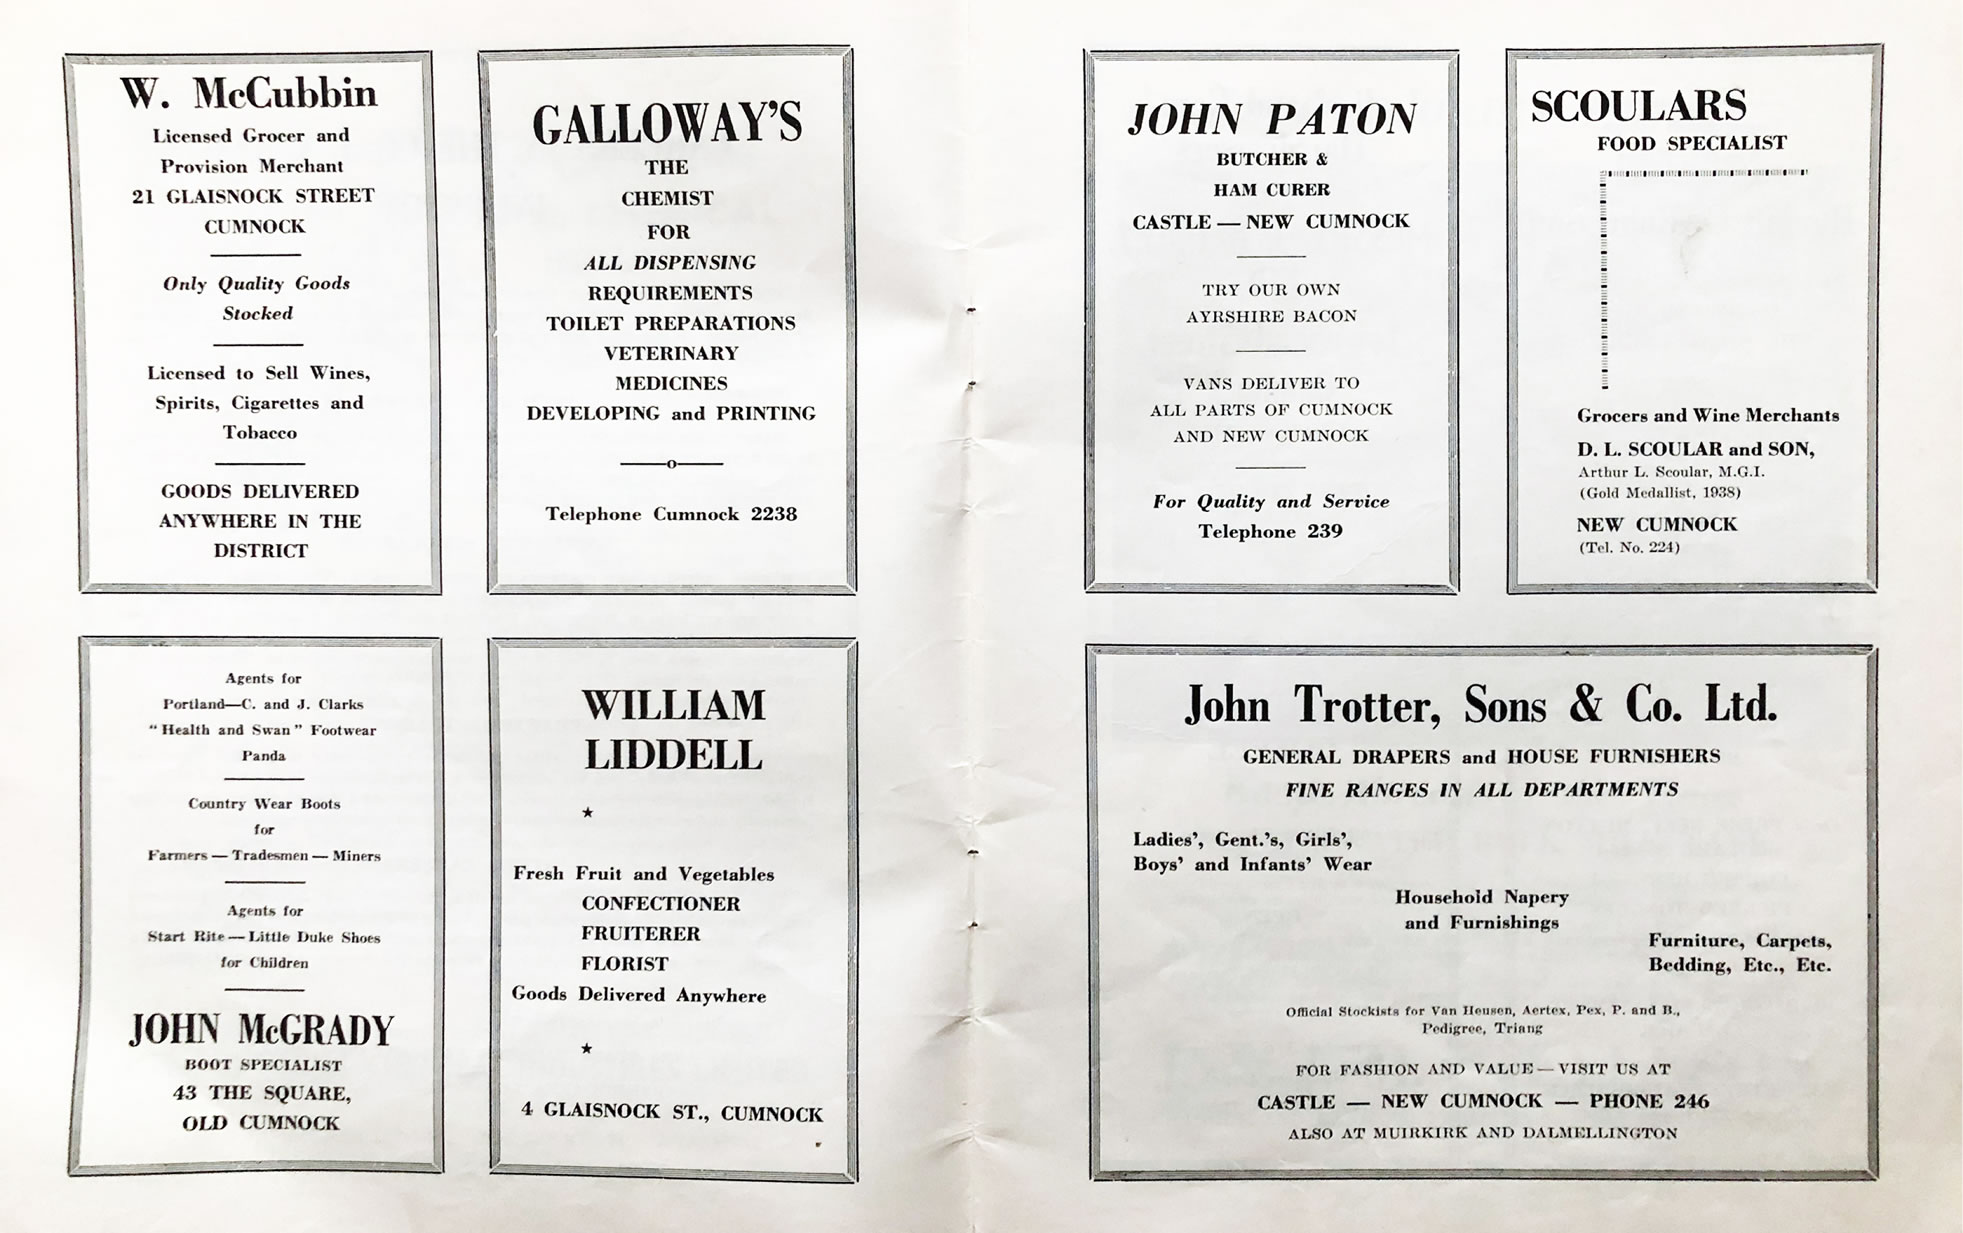 W. McCubbin
Licensed Grocer and
Provision Merchant
21 GLAISNOCK STREET
CUMNOCK
Only Quality Goods
Stocked
Licensed to Sell Wines,
Spirits, Cigarettes and
Tobacco
GOODS DELIVERED
ANYWHERE IN THE
DISTRICT
GALLOWAY'S
THE
CHEMIST
FOR
ALL DISPENSING
REQUIREMENTS
TOILET PREPARATIONS
VETERINARY
MEDICINES
DEVELOPING and PRINTING
Telephone Cumnock 2238
Agents for
Portland—C. and J. Clarks
"Health and Swan" Footwear
Panda
Country Wear Boots
for
Farmers — Tradesmen — Miners
Agents for
Start Rite — Little Duke Shoes
for Children
JOHN McGRADY
BOOT SPECIALIST
43 THE SQUARE,
OLD CUMNOCK
WILLIAM
LIDDELL
Fresh Fruit and Vegetables
CONFECTIONER
FRUITERER
FLORIST
Goods Delivered Anywhere
4 GLAISNOCK ST., CUMNOCK
JOHN PATON
BUTCHER &
HAM CURER
CASTLE — NEW CUMNOCK
TRY OUR OWN
AYRSHIRE BACON
VANS DELIVER TO
ALL PARTS OF CUMNOCK
AND NEW CUMNOCK
For Quality and Service
Telephone 239
SCOULARS
FOOD SPECIALIST
Grocers and Wine Merchants
D. L. SCOULAR and SON,
Arthur L. Scoular, M.G.I.
(Gold Medallist, 1938)
NEW CUMNOCK
(Tel. No. 224)
John Trotter, Sons & Co. Ltd.
GENERAL DRAPERS and HOUSE FURNISHERS
FINE RANGES IN ALL DEPARTMENTS
Ladies', Gent.'s, Girls',
Boys' and Infants' Wear
Household Napery
and Furnishings
Furniture, Carpets,
Bedding, Etc., Etc.
Official Stockists for Van Heusen, Aertex, Pex, P. and B.,
Pedigree, Triang
FOR FASHION AND VALUE — VISIT US AT
CASTLE — NEW CUMNOCK — PHONE 246
ALSO AT MUIRKIRK AND DALMELLINGTON